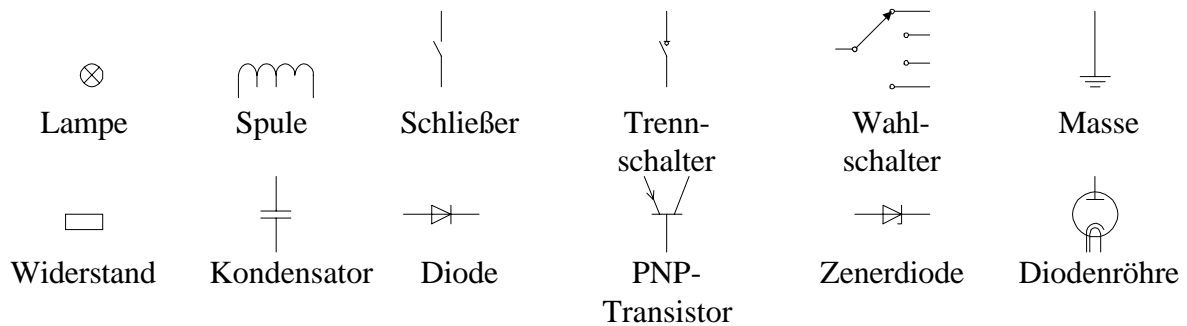 Lampe Spule Schließer Trenn- Wahl- Masse
schalter schalter
Widerstand Kondensator Diode PNP- Zenerdiode Diodenröhre
Transistor